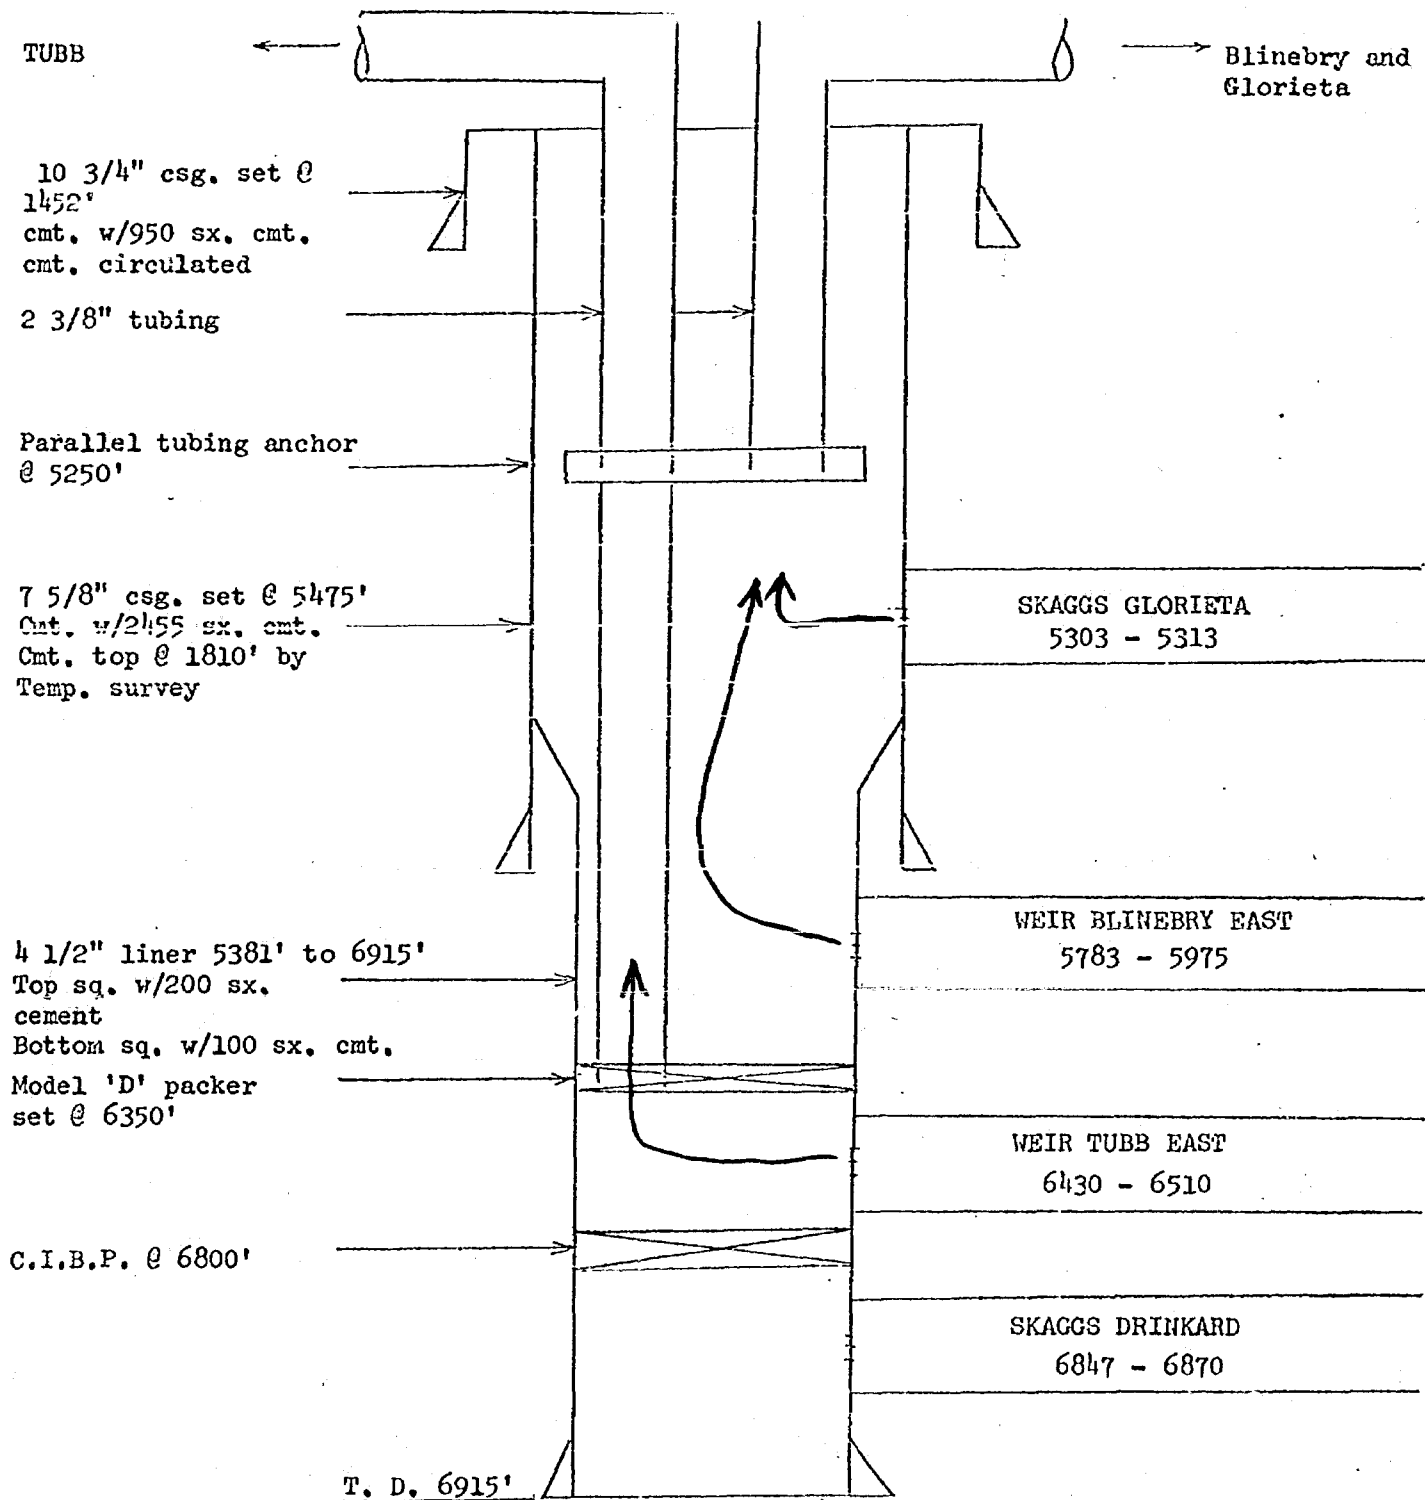 TUBB
Blinebry and
Glorieta
10 3/4" csg. set @
1452'
cmt. w/950 sx. cmt.
cmt. circulated
2 3/8" tubing
Parallel tubing anchor
@ 5250'
7 5/8" csg. set @ 5475'
Cmt. w/2455 sx. cmt.
Cmt. top @ 1810' by
Temp. survey
SKAGGS GLORIETA
5303 - 5313
WEIR BLINEBRY EAST
5783 - 5975
4 1/2" liner 5381' to 6915'
Top sq. w/200 sx.
cement
Bottom sq. w/100 sx. cmt.
Model 'D' packer
set @ 6350'
WEIR TUBB EAST
6430 - 6510
C.I.B.P. @ 6800'
SKAGGS DRINKARD
6847 - 6870
T. D. 6915'